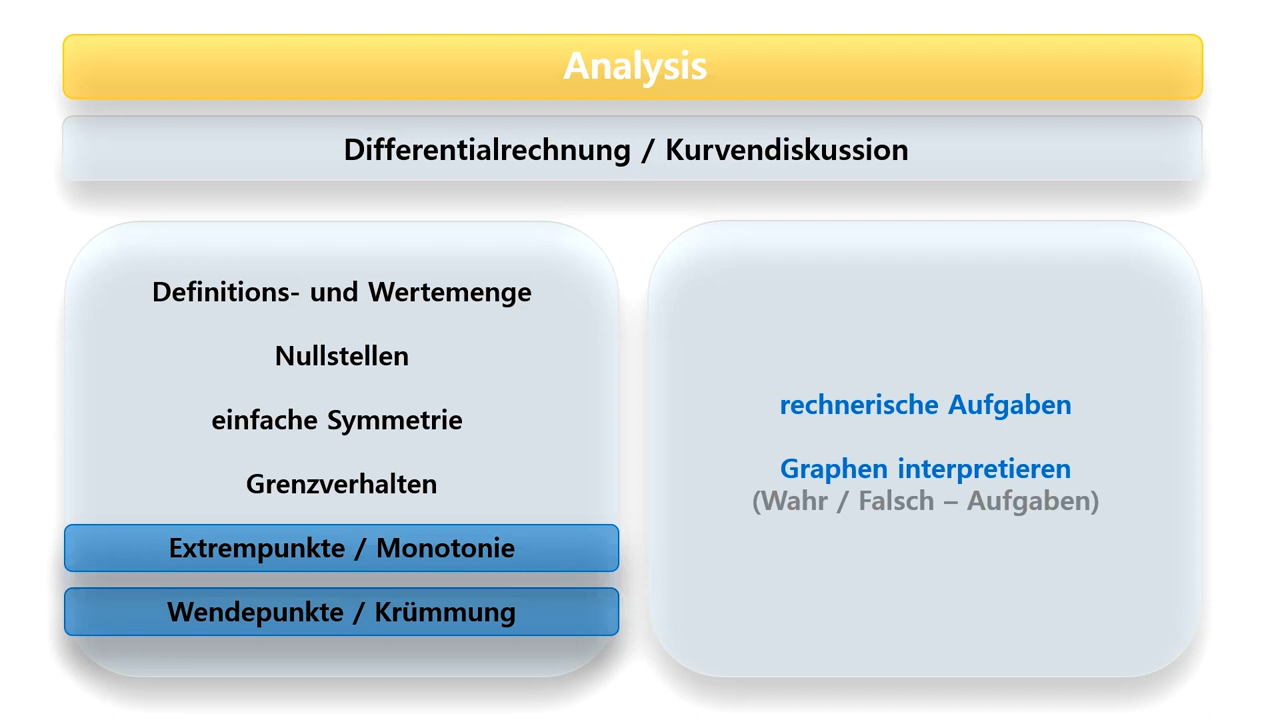 Analysis
Differentialrechnung / Kurvendiskussion
Definitions- und Wertemenge
Nullstellen
einfache Symmetrie
Grenzverhalten
Extrempunkte / Monotonie
Wendepunkte / Krümmung
rechnerische Aufgaben
Graphen interpretieren
(Wahr / Falsch – Aufgaben)